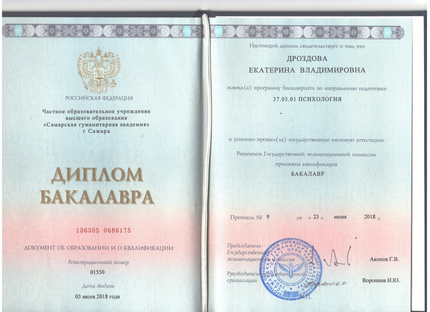 РОССИЙСКАЯ ФЕДЕРАЦИЯ
Частное образовательное учреждение
высшего образования
«Самарская гуманитарная академия»
г Самара
ДИПЛОМ
БАКАЛАВРА
136305 0686175
ДОКУМЕНТ ОБ ОБРАЗОВАНИИ И О КВАЛИФИКАЦИИ
Регистрационный номер
01550
Дата выдачи
03 июля 2018 года
Настоящий диплом свидетельствует о том, что
ДРОЗДОВА
ЕКАТЕРИНА ВЛАДИМИРОВНА
освоил(а) программу бакалавриата по направлению подготовки
37.03.01 ПСИХОЛОГИЯ
и успешно прошел(ла) государственную итоговую аттестацию
Решением Государственной экзаменационной комиссии
присвоена квалификация
БАКАЛАВР
Протокол № 9 от « 23 » июня 2018 г.
Председатель
Государственной
экзаменационной комиссии
Акопов Г.В.
Руководитель
организации
Воронина Н.Ю.
М.П.